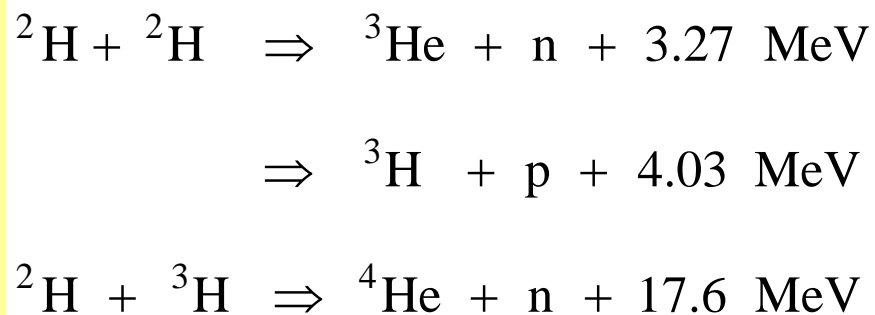 ²H + ²H ⇒ ³He + n + 3.27 MeV
⇒ ³H + p + 4.03 MeV
²H + ³H ⇒ ⁴He + n + 17.6 MeV